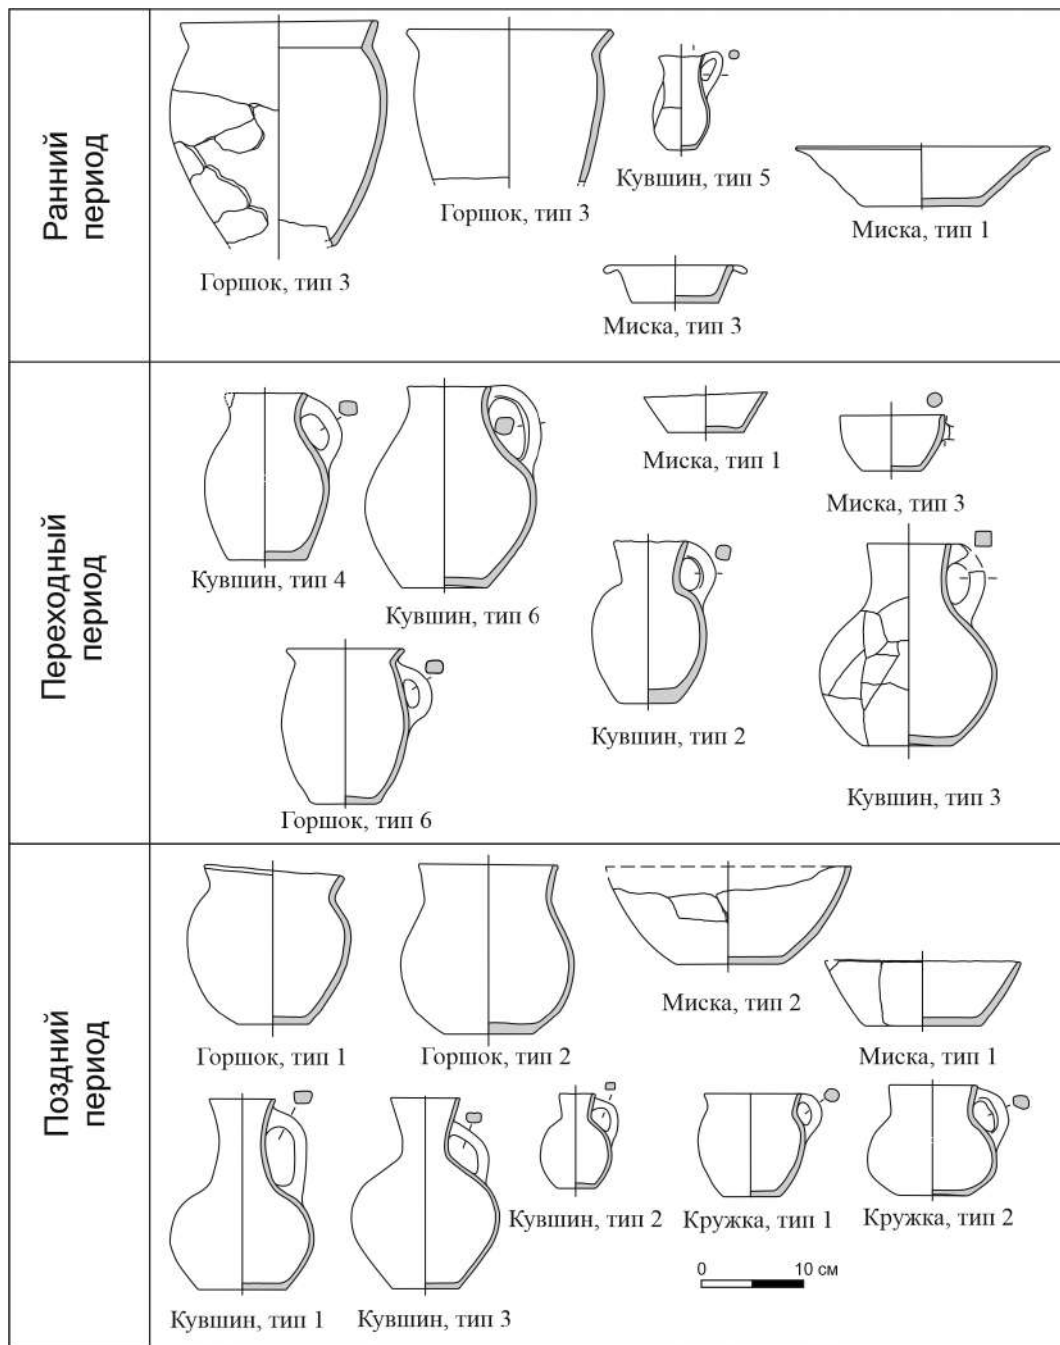 Ранний
период
Горшок, тип 3
Горшок, тип 3
Кувшин, тип 5
Миска, тип 1
Миска, тип 3
Переходный
период
Кувшин, тип 4
Кувшин, тип 6
Миска, тип 1
Миска, тип 3
Кувшин, тип 2
Кувшин, тип 3
Горшок, тип 6
Поздний
период
Горшок, тип 1
Горшок, тип 2
Миска, тип 2
Миска, тип 1
Кувшин, тип 1
Кувшин, тип 3
Кувшин, тип 2
Кружка, тип 1
Кружка, тип 2
0 10 см